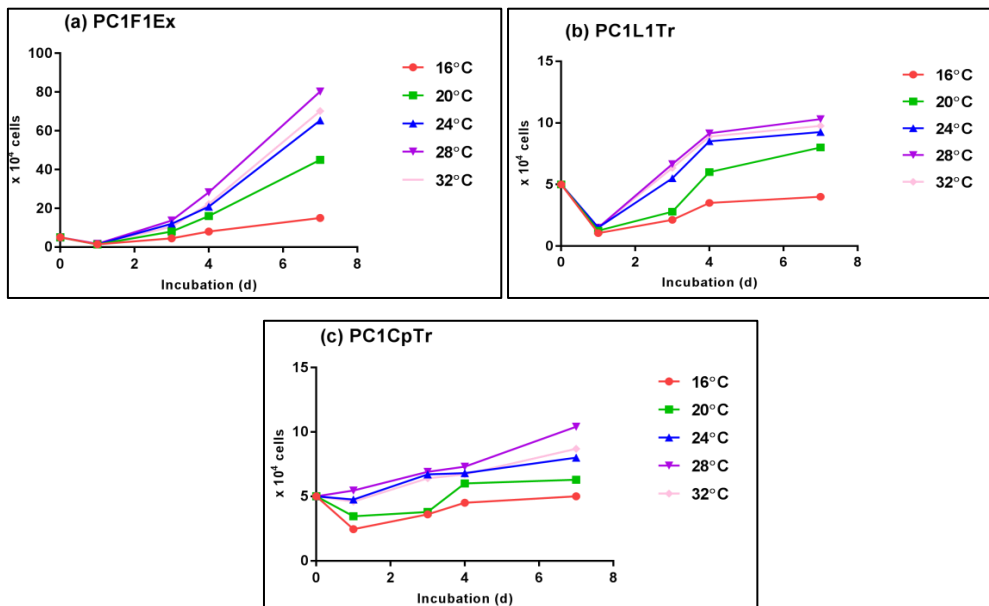 (a) PC1F1Ex
100
80
60
40
20
0
x 10⁴ cells
0 2 4 6 8
Incubation (d)
16°C
20°C
24°C
28°C
32°C
(b) PC1L1Tr
15
10
5
0
x 10⁴ cells
0 2 4 6 8
Incubation (d)
16°C
20°C
24°C
28°C
32°C
(c) PC1CpTr
15
10
5
0
x 10⁴ cells
0 2 4 6 8
Incubation (d)
16°C
20°C
24°C
28°C
32°C